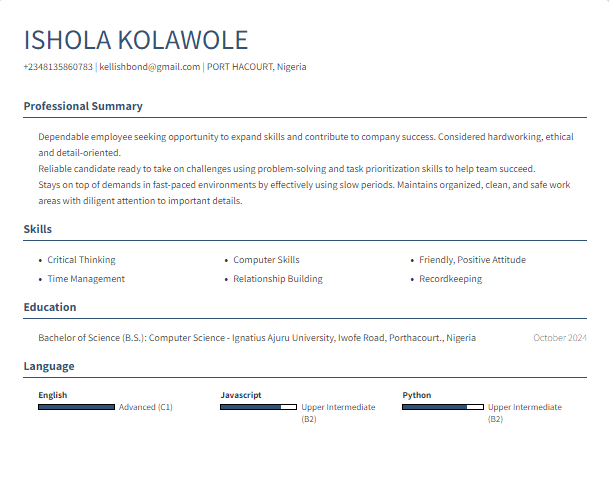 ISHOLA KOLAWOLE
+2348135860783 | kellishbond@gmail.com | PORT HACOURT, Nigeria
Professional Summary
Dependable employee seeking opportunity to expand skills and contribute to company success. Considered hardworking, ethical
and detail-oriented.
Reliable candidate ready to take on challenges using problem-solving and task prioritization skills to help team succeed.
Stays on top of demands in fast-paced environments by effectively using slow periods. Maintains organized, clean, and safe work
areas with diligent attention to important details.
Skills
• Critical Thinking • Computer Skills • Friendly, Positive Attitude
• Time Management • Relationship Building • Recordkeeping
Education
Bachelor of Science (B.S.): Computer Science - Ignatius Ajuru University, Iwofe Road, Porthacourt., Nigeria October 2024
Language
English Javascript Python
Advanced (C1) Upper Intermediate Upper Intermediate
(B2) (B2)